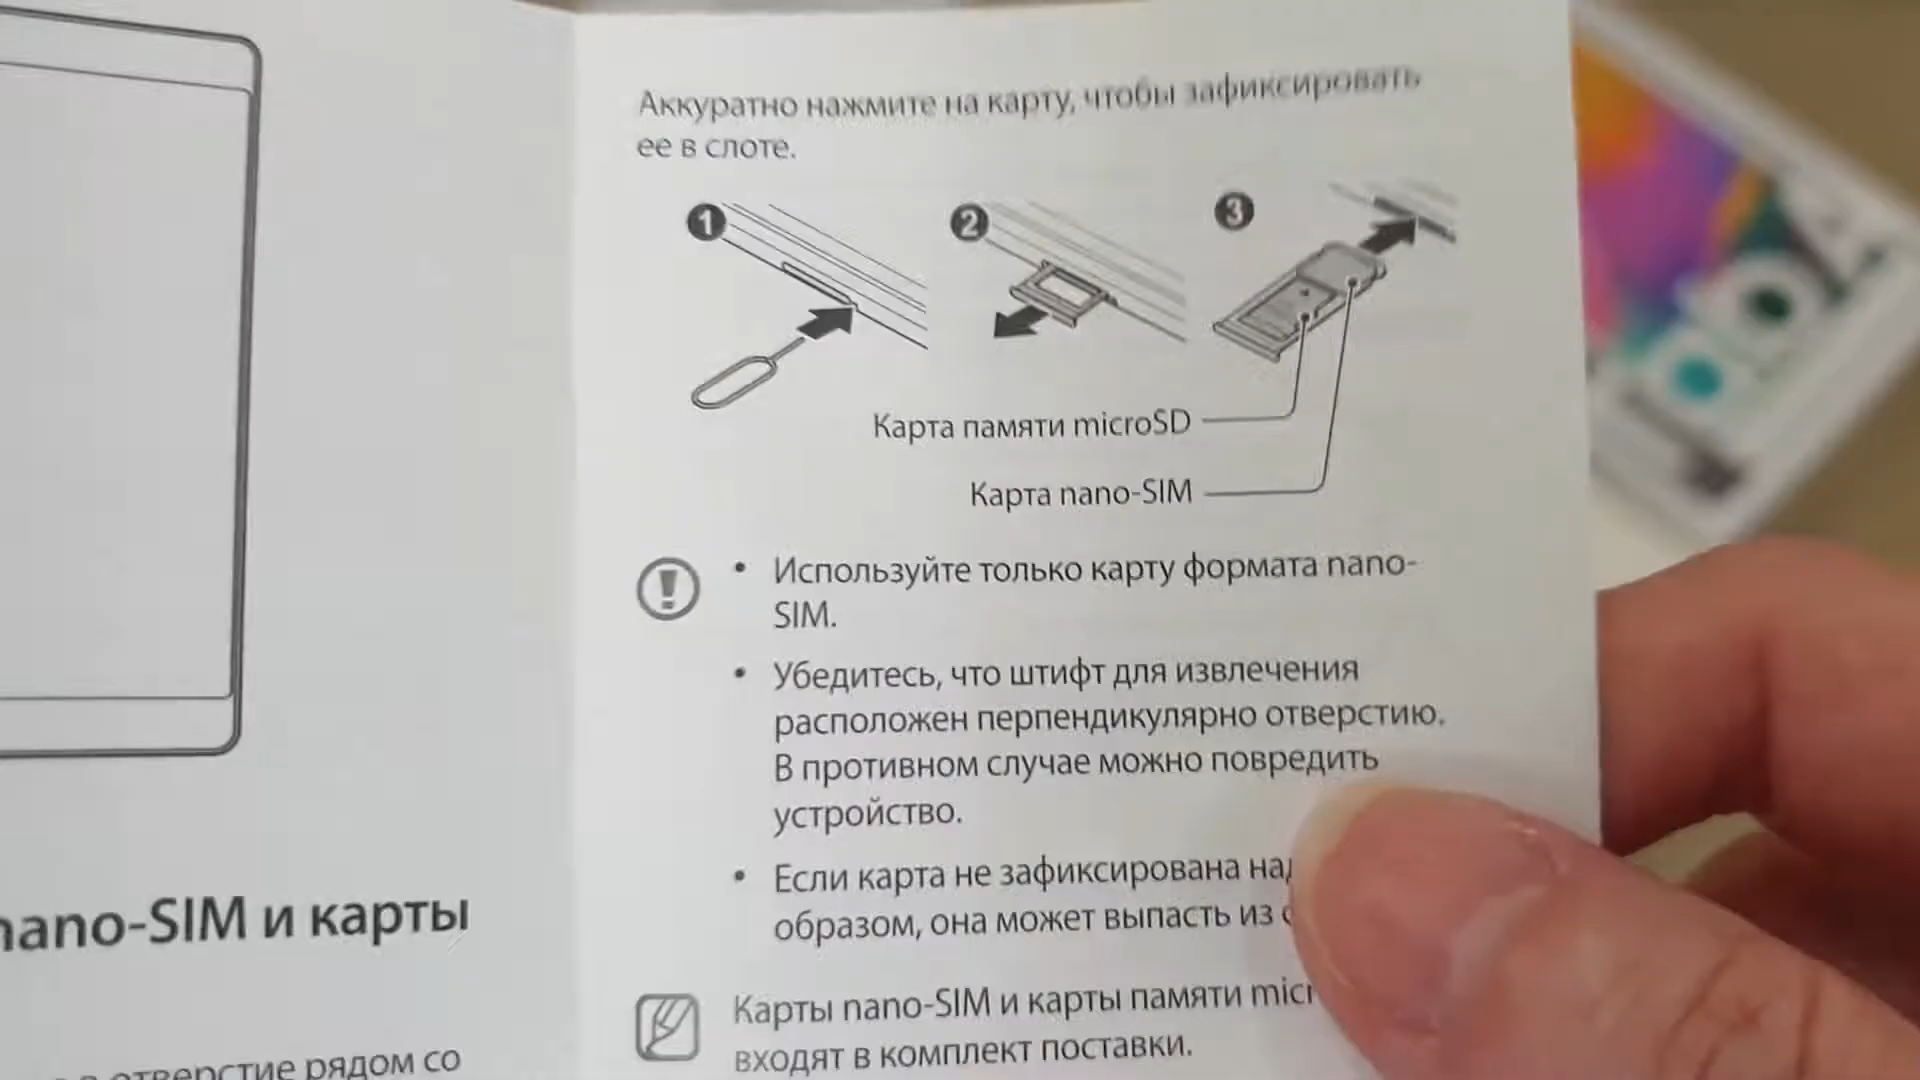 nano-SIM и карты
отверстие рядом со
Аккуратно нажмите на карту, чтобы зафиксировать
ее в слоте.
1 2 3
Карта памяти microSD
Карта nano-SIM
• Используйте только карту формата nano-
SIM.
• Убедитесь, что штифт для извлечения
расположен перпендикулярно отверстию.
В противном случае можно повредить
устройство.
• Если карта не зафиксирована
образом, она может выпасть из
Карты nano-SIM и карты памяти
входят в комплект поставки.